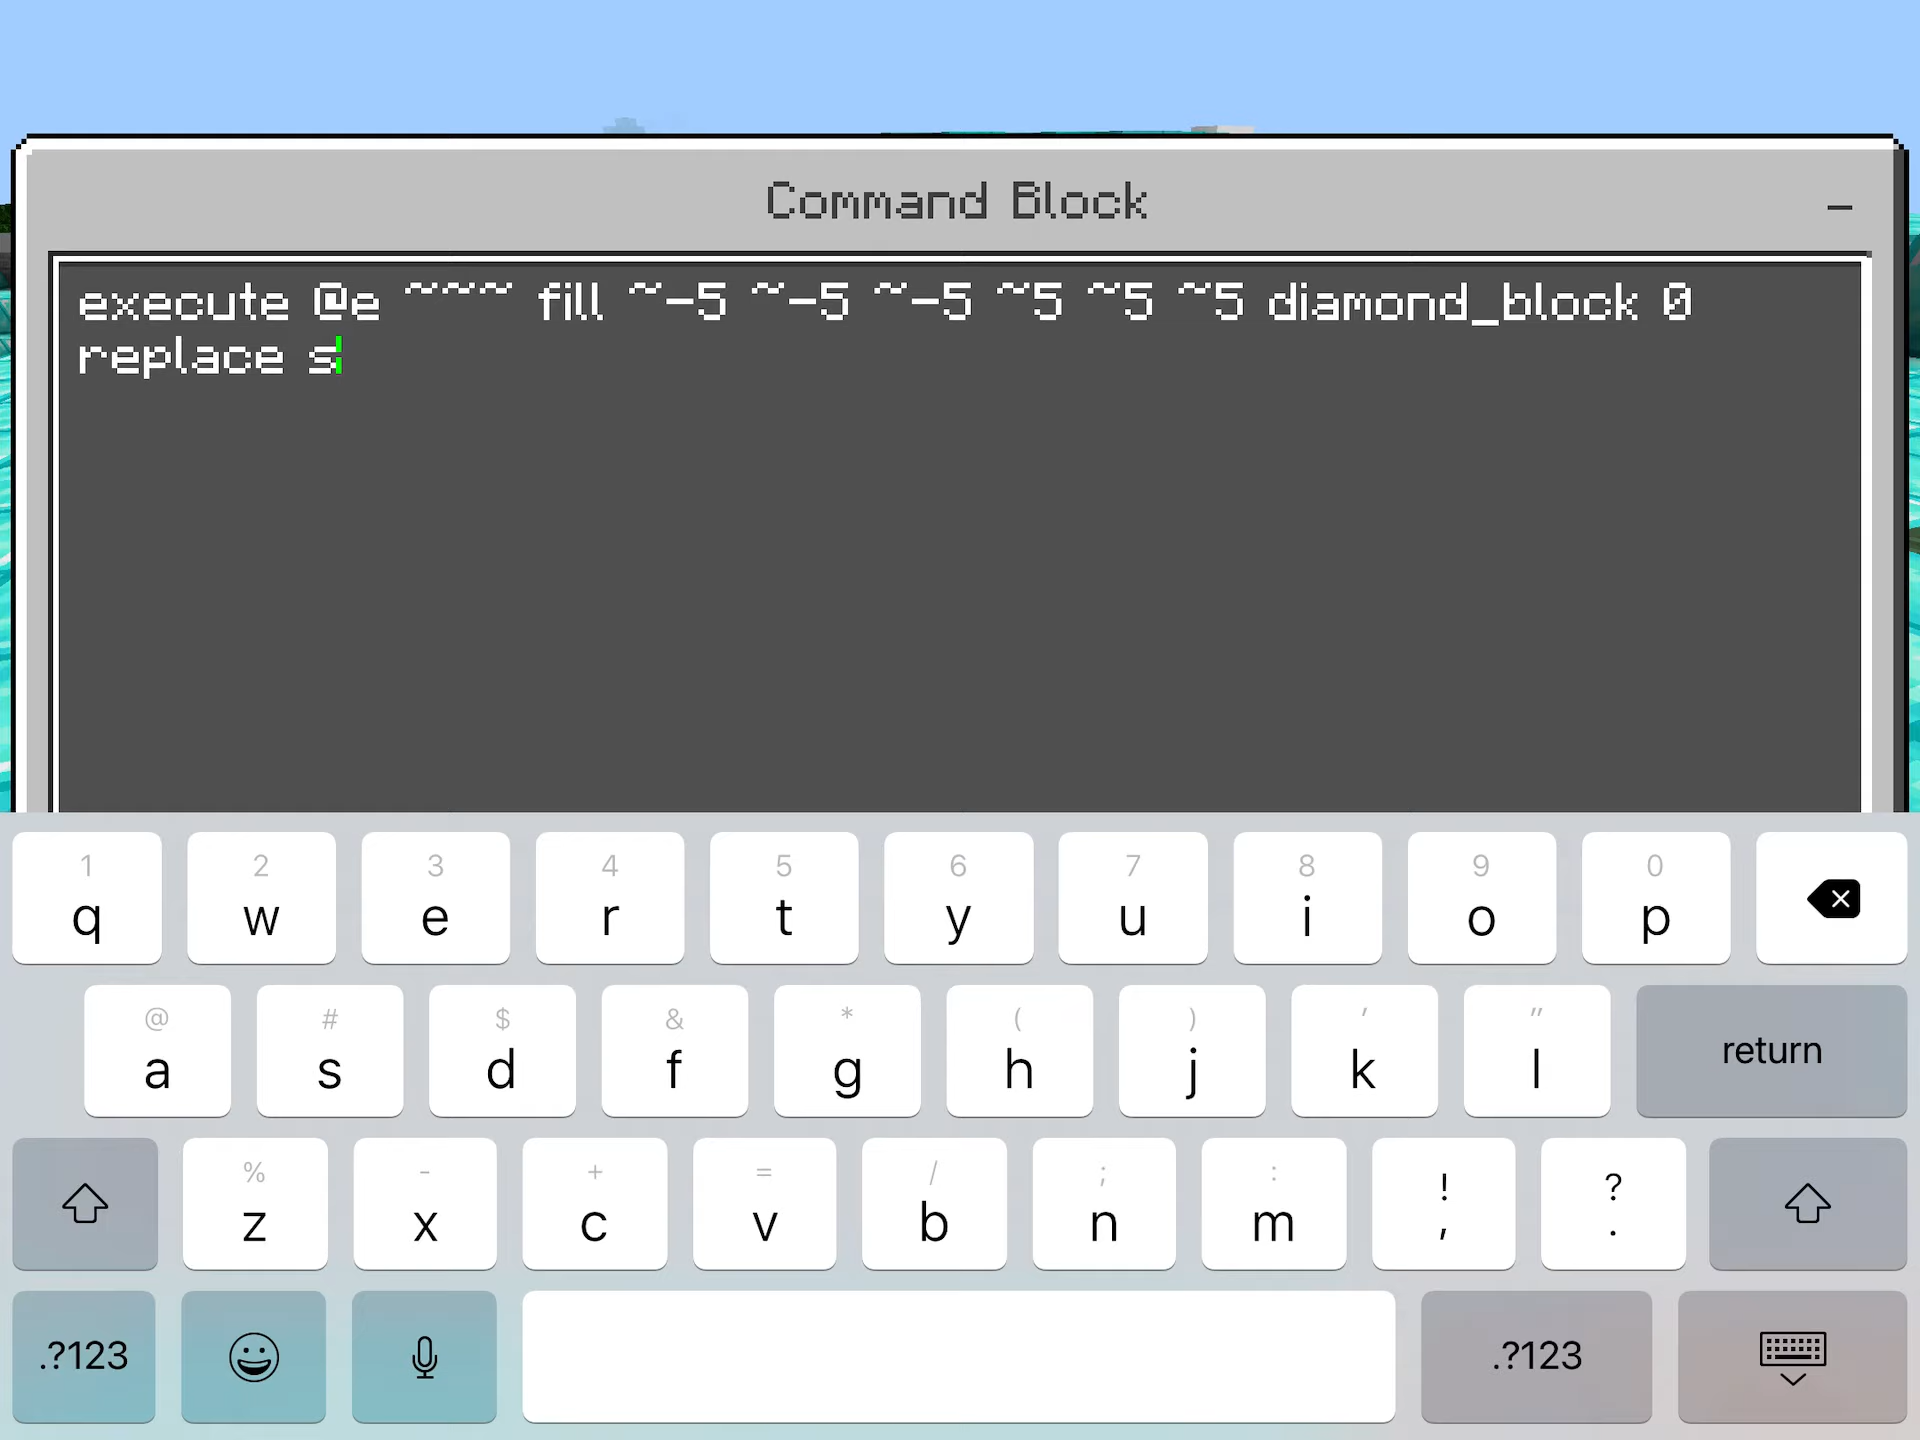 Command Block
execute @e ~~~ fill ~-5 ~-5 ~-5 ~5 ~5 ~5 diamond_block 0
replace s
1 2 3 4 5 6 7 8 9 0
q w e r t y u i o p
@ # $ & * ( ) ' "
a s d f g h j k l return
% - + = / ; : ! ?
z x c v b n m , .
.?123 .?123